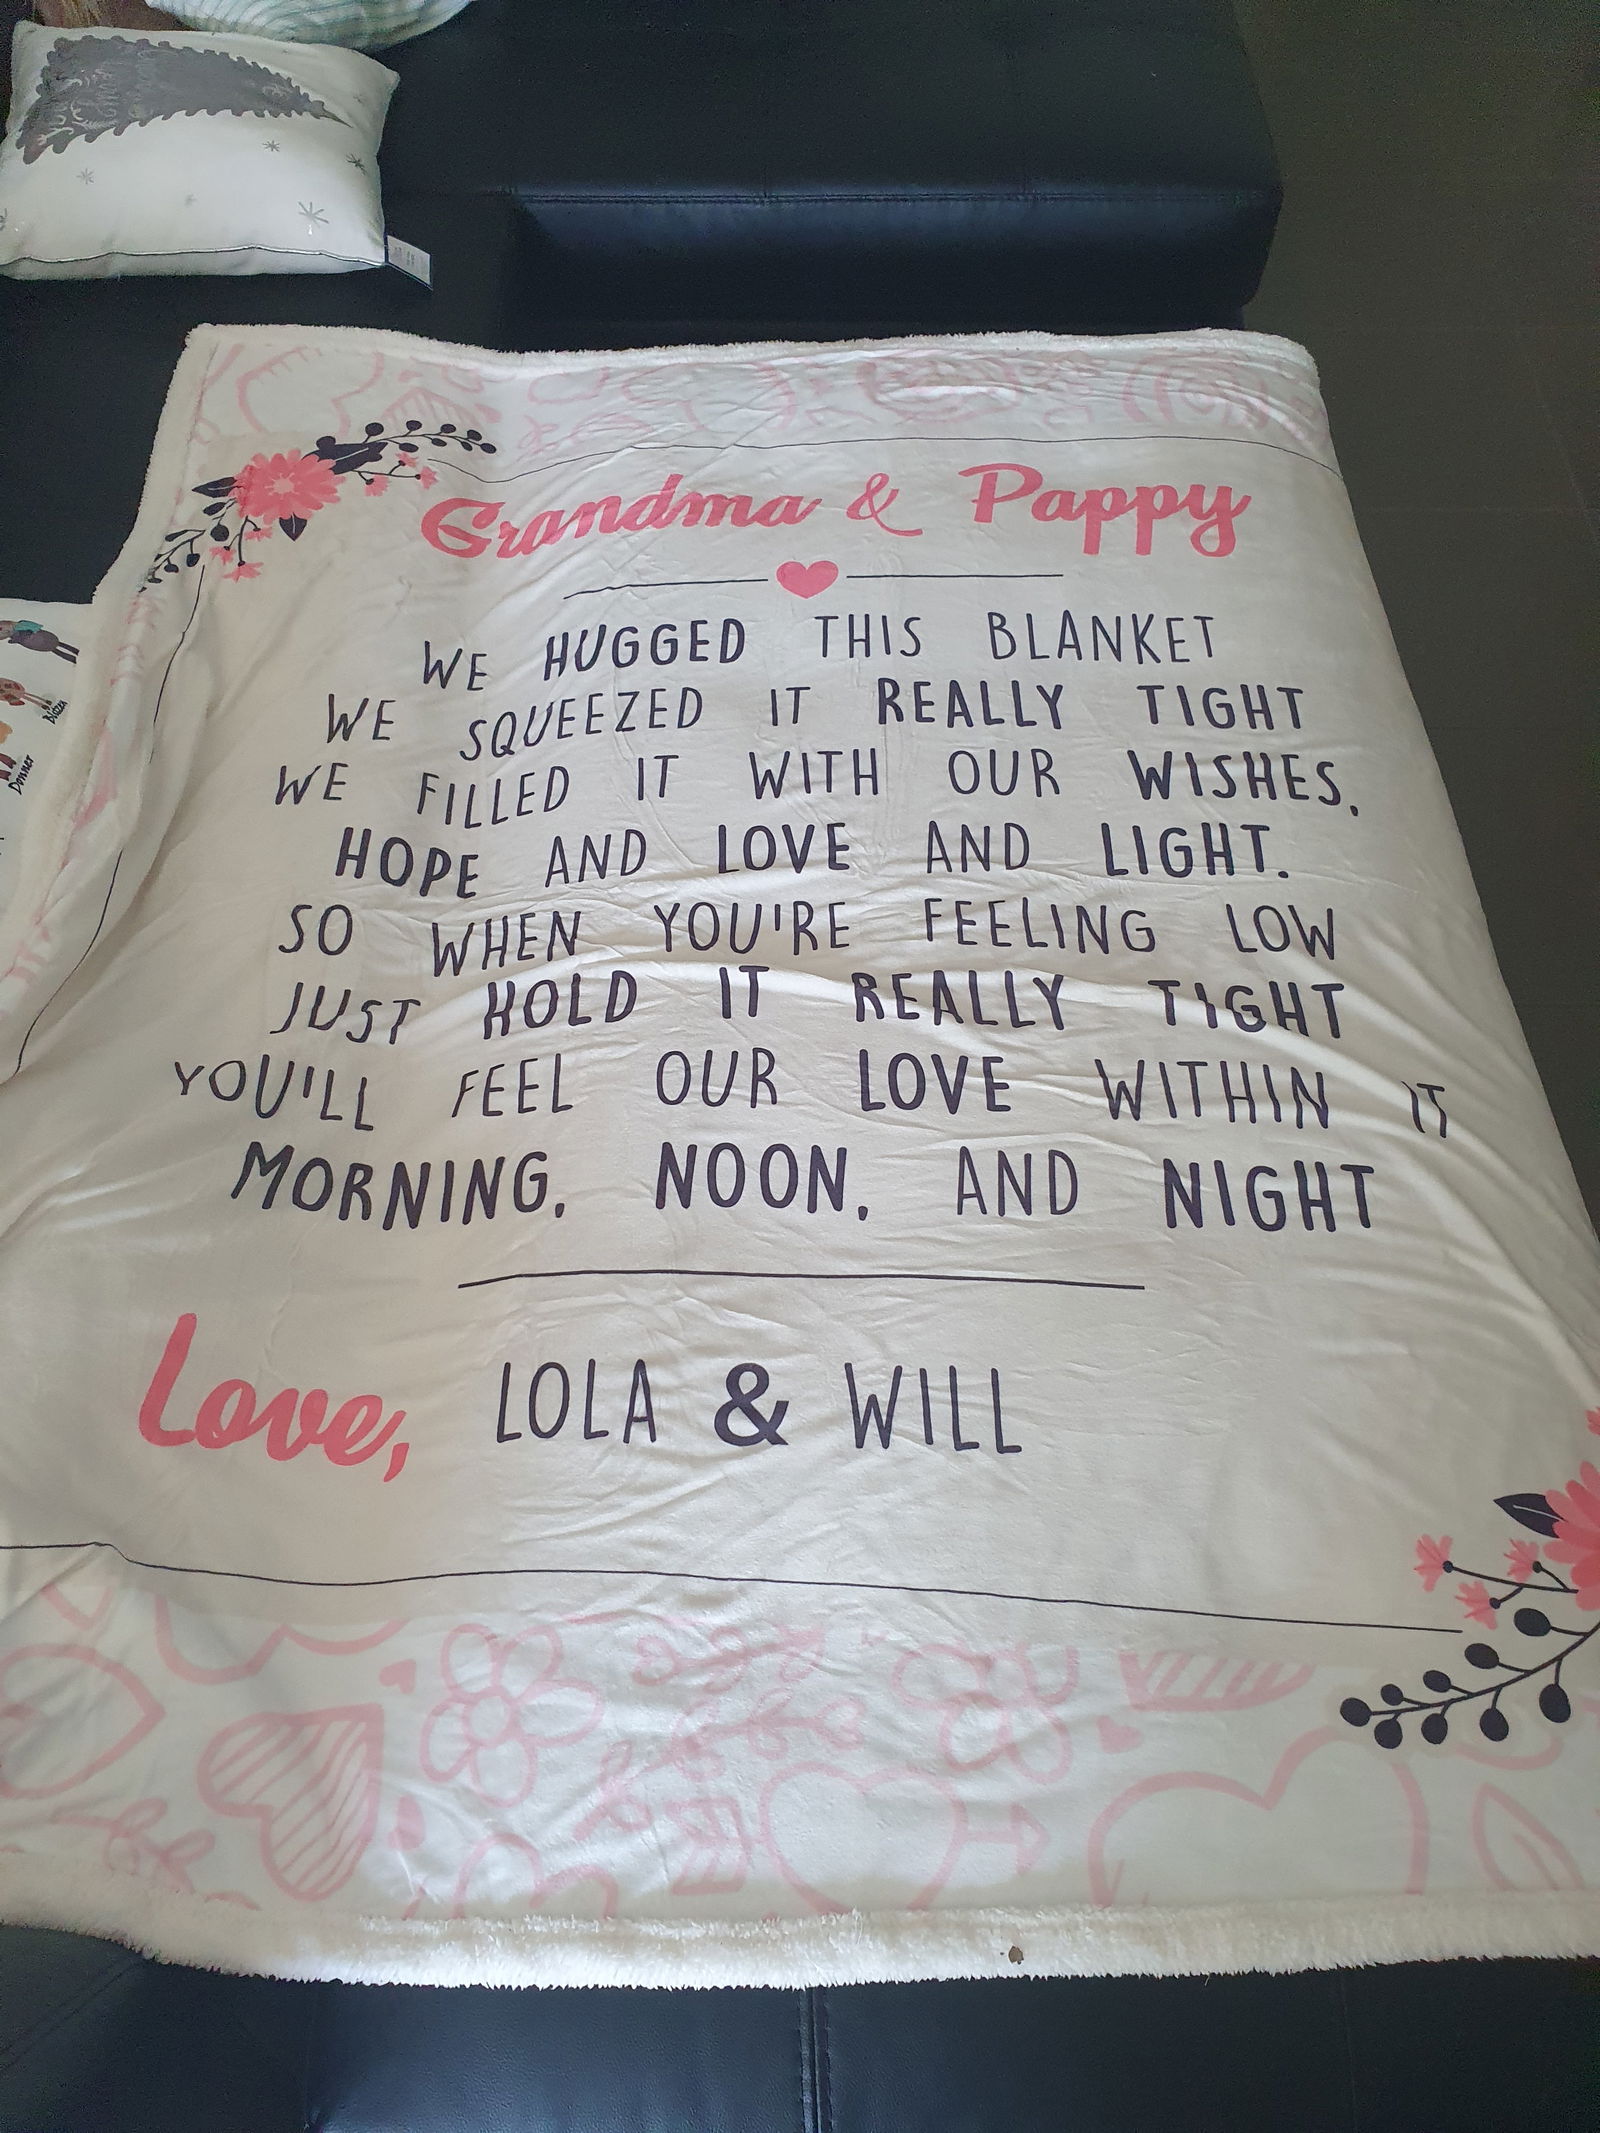 Grandma & Pappy
WE HUGGED THIS BLANKET
WE SQUEEZED IT REALLY TIGHT
WE FILLED IT WITH OUR WISHES,
HOPE AND LOVE AND LIGHT.
SO WHEN YOU'RE FEELING LOW
JUST HOLD IT REALLY TIGHT
YOU'LL FEEL OUR LOVE WITHIN IT
MORNING, NOON, AND NIGHT
Love, LOLA & WILL
Donner